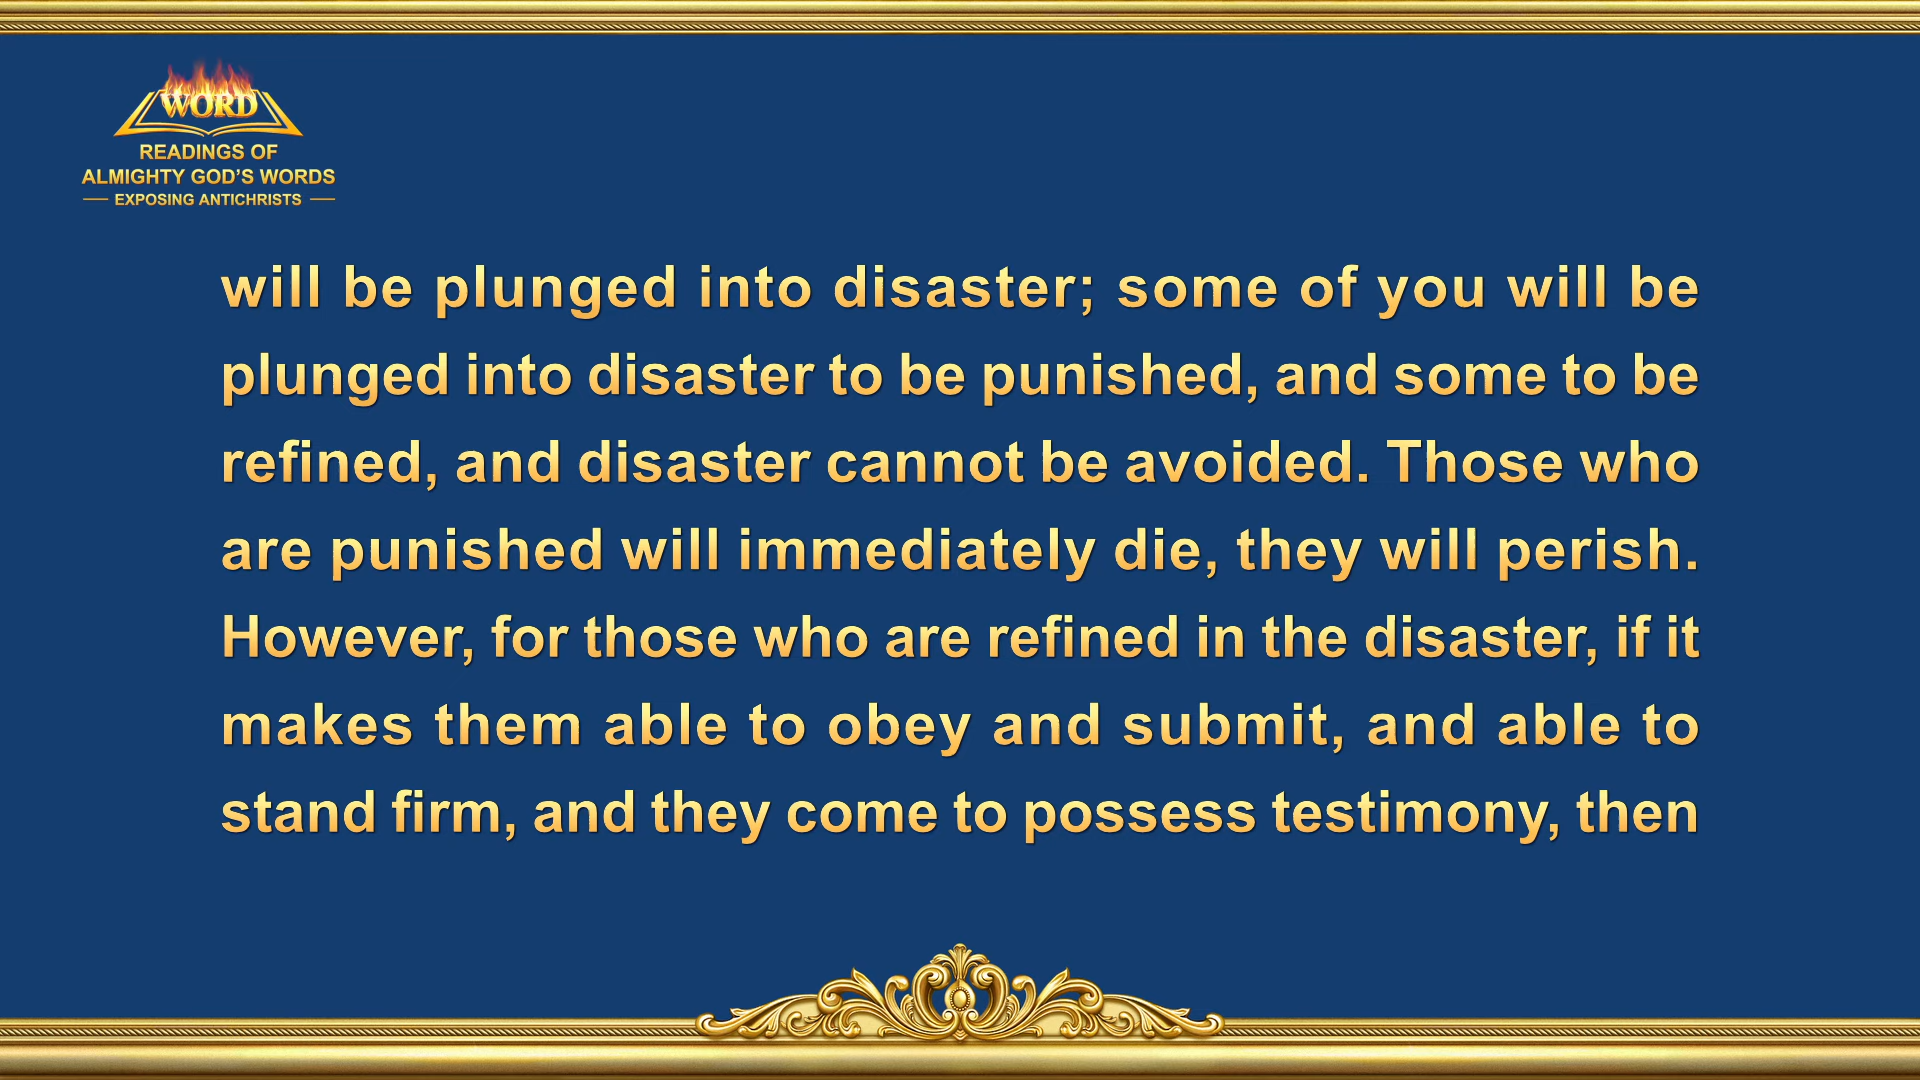 WORD
READINGS OF
ALMIGHTY GOD'S WORDS
EXPOSING ANTICHRISTS
will be plunged into disaster; some of you will be
plunged into disaster to be punished, and some to be
refined, and disaster cannot be avoided. Those who
are punished will immediately die, they will perish.
However, for those who are refined in the disaster, if it
makes them able to obey and submit, and able to
stand firm, and they come to possess testimony, then